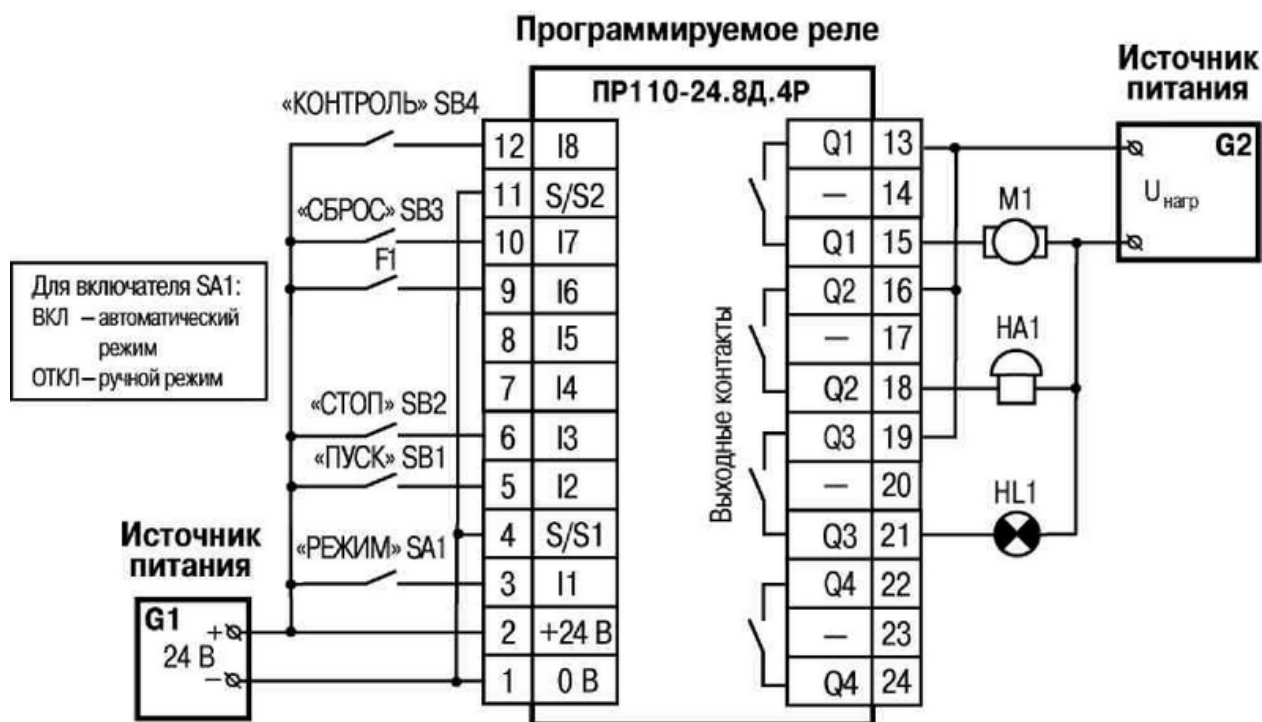 Программируемое реле
ПР110-24.8Д.4Р
Источник
питания
G2
U нагр
«КОНТРОЛЬ» SB4
12 I8
11 S/S2
«СБРОС» SB3
10 I7
F1
9 I6
8 I5
7 I4
«СТОП» SB2
6 I3
«ПУСК» SB1
5 I2
4 S/S1
«РЕЖИМ» SA1
3 I1
2 +24 В
1 0 В
Для включателя SA1:
ВКЛ – автоматический
режим
ОТКЛ – ручной режим
Источник
питания
G1
+
24 В
–
Выходные контакты
Q1 13
– 14
Q1 15
M1
Q2 16
– 17
Q2 18
HA1
Q3 19
– 20
Q3 21
HL1
Q4 22
– 23
Q4 24